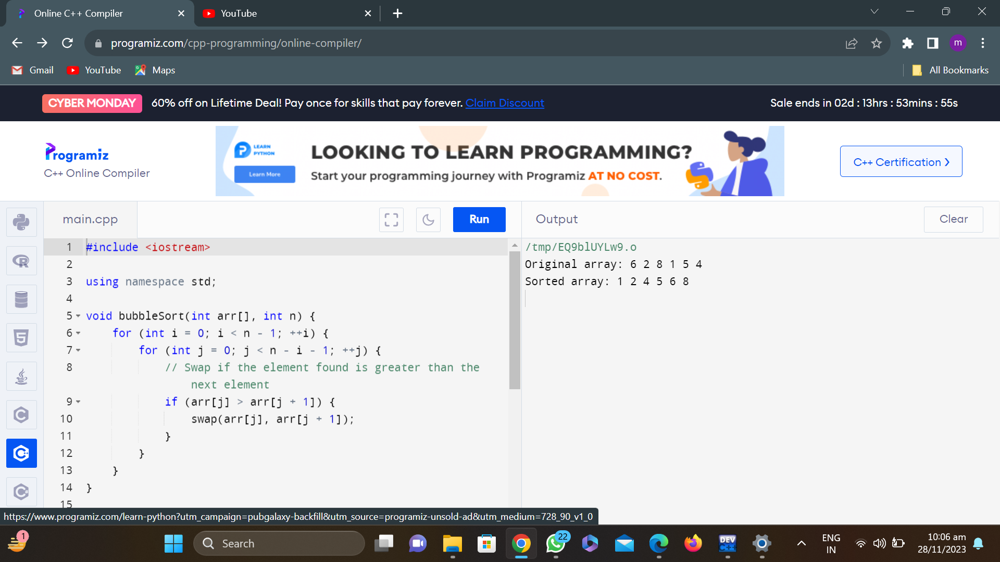 Online C++ Compiler
YouTube
programiz.com/cpp-programming/online-compiler/
m
Gmail
YouTube
Maps
All Bookmarks
CYBER MONDAY 60% off on Lifetime Deal! Pay once for skills that pay forever. Claim Discount
Sale ends in 02d : 13hrs : 53mins : 55s
Programiz
C++ Online Compiler
LEARN
PYTHON
Learn More
LOOKING TO LEARN PROGRAMMING?
Start your programming journey with Programiz AT NO COST.
C++ Certification
main.cpp
Run
Output
Clear
1 #include <iostream>
2
3 using namespace std;
4
5 void bubbleSort(int arr[], int n) {
6 for (int i = 0; i < n - 1; ++i) {
7 for (int j = 0; j < n - i - 1; ++j) {
8 // Swap if the element found is greater than the
next element
9 if (arr[j] > arr[j + 1]) {
10 swap(arr[j], arr[j + 1]);
11 }
12 }
13 }
14 }
15
/tmp/EQ9blUYLw9.o
Original array: 6 2 8 1 5 4
Sorted array: 1 2 4 5 6 8
https://www.programiz.com/learn-python?utm_campaign=pubgalaxy-backfill&utm_source=programiz-unsold-ad&utm_medium=728_90_v1_0
1
Search
22
DEV
C++
ENG
IN
10:06 am
28/11/2023